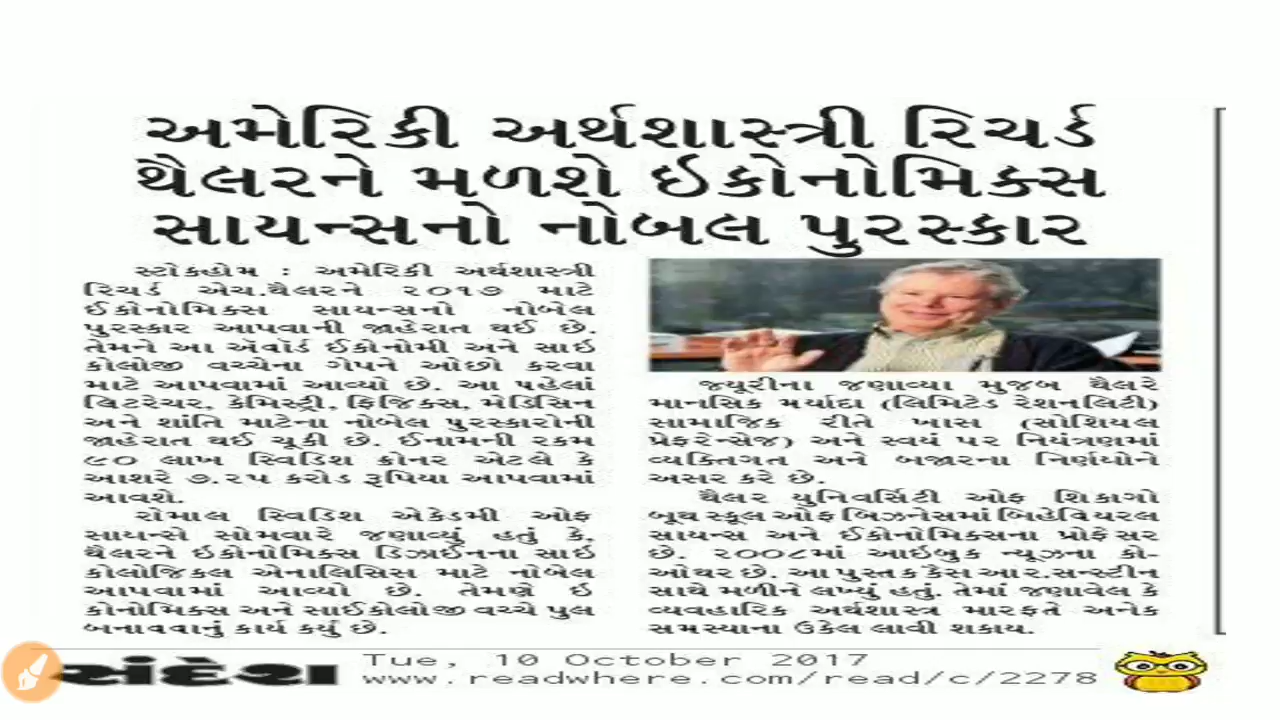 અમેરિકી અર્થશાસ્ત્રી રિચર્ડ
થૈલરને મળશે ઇકોનોમિક્સ
સાયન્સનો નોબલ પુરસ્કાર
સ્ટોકહોમ : અમેરિકી અર્થશાસ્ત્રી
રિચર્ડ એચ.થૈલરને ૨૦૧૭ માટે
ઈકોનોમિક્સ સાયન્સનો નોબેલ
પુરસ્કાર આપવાની જાહેરાત થઈ છે.
તેમને આ ઍવૉર્ડ ઈકોનોમી અને સાઇ
કોલોજી વચ્ચેના ગેપને ઓછો કરવા
માટે આપવામાં આવ્યો છે. આ પહેલાં
લિટરેચર, કેમિસ્ટ્રી, ફિજિક્સ, મેડિસિન
અને શાંતિ માટેના નોબેલ પુરસ્કારોની
જાહેરાત થઈ ચૂકી છે. ઈનામની રકમ
૯૦ લાખ સ્વિડિશ ક્રોનર એટલે કે
આશરે ૭.૨૫ કરોડ રૂપિયા આપવામાં
આવશે.
રોમાલ સ્વિડિશ એકેડમી ઓફ
સાયન્સે સોમવારે જણાવ્યું હતું કે,
થૈલરને ઇકોનોમિક્સ ડિઝાઈનના સાઇ
કોલોજિકલ એનાલિસિસ માટે નોબેલ
આપવામાં આવ્યો છે. તેમણે ઇ
કોનોમિક્સ અને સાઈકોલોજી વચ્ચે પુલ
બનાવવાનું કાર્ય કર્યું છે.
જ્યૂરીના જણાવ્યા મુજબ થૈલરે
માનસિક મર્યાદા (લિમિટેડ રેશનલિટી)
સામાજિક રીતે ખાસ (સોશિયલ
પ્રેફરેન્સેજ) અને સ્વયં પર નિયંત્રણમાં
વ્યક્તિગત અને બજારના નિર્ણયોને
અસર કરે છે.
થૈલર યુનિવર્સિટી ઓફ શિકાગો
બૂથ સ્કૂલ ઓફ બિઝનેસમાં બિહેવિયરલ
સાયન્સ અને ઈકોનોમિક્સના પ્રોફેસર
છે. ૨૦૦૮માં આઇબુક ન્યૂઝના કો-
ઓથર છે. આ પુસ્તક કૈસ આર.સન્સ્ટીન
સાથે મળીને લખ્યું હતું. તેમાં જણાવેલ કે
વ્યવહારિક અર્થશાસ્ત્ર મારફતે અનેક
સમસ્યાના ઉકેલ લાવી શકાય.
સંદેશ
Tue, 10 October 2017
www.readwhere.com/read/c/2278